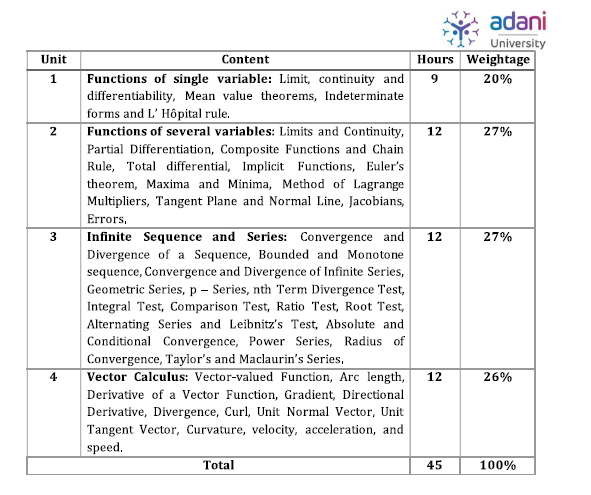 adani
University
Unit Content Hours Weightage
1 Functions of single variable: Limit, continuity and 9 20%
differentiability, Mean value theorems, Indeterminate
forms and L’ Hôpital rule.
2 Functions of several variables: Limits and Continuity, 12 27%
Partial Differentiation, Composite Functions and Chain
Rule, Total differential, Implicit Functions, Euler’s
theorem, Maxima and Minima, Method of Lagrange
Multipliers, Tangent Plane and Normal Line, Jacobians,
Errors.
3 Infinite Sequence and Series: Convergence and 12 27%
Divergence of a Sequence, Bounded and Monotone
sequence, Convergence and Divergence of Infinite Series,
Geometric Series, p – Series, nth Term Divergence Test,
Integral Test, Comparison Test, Ratio Test, Root Test,
Alternating Series and Leibnitz’s Test, Absolute and
Conditional Convergence, Power Series, Radius of
Convergence, Taylor’s and Maclaurin’s Series.
4 Vector Calculus: Vector-valued Function, Arc length, 12 26%
Derivative of a Vector Function, Gradient, Directional
Derivative, Divergence, Curl, Unit Normal Vector, Unit
Tangent Vector, Curvature, velocity, acceleration, and
speed.
Total 45 100%